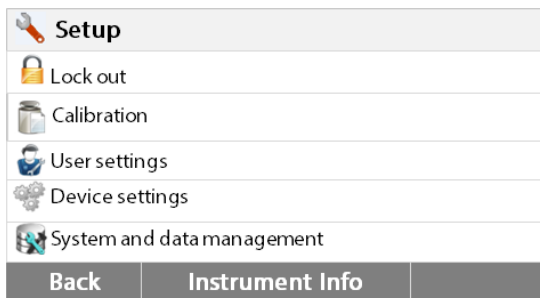 Setup
Lock out
Calibration
User settings
Device settings
System and data management
Back Instrument Info